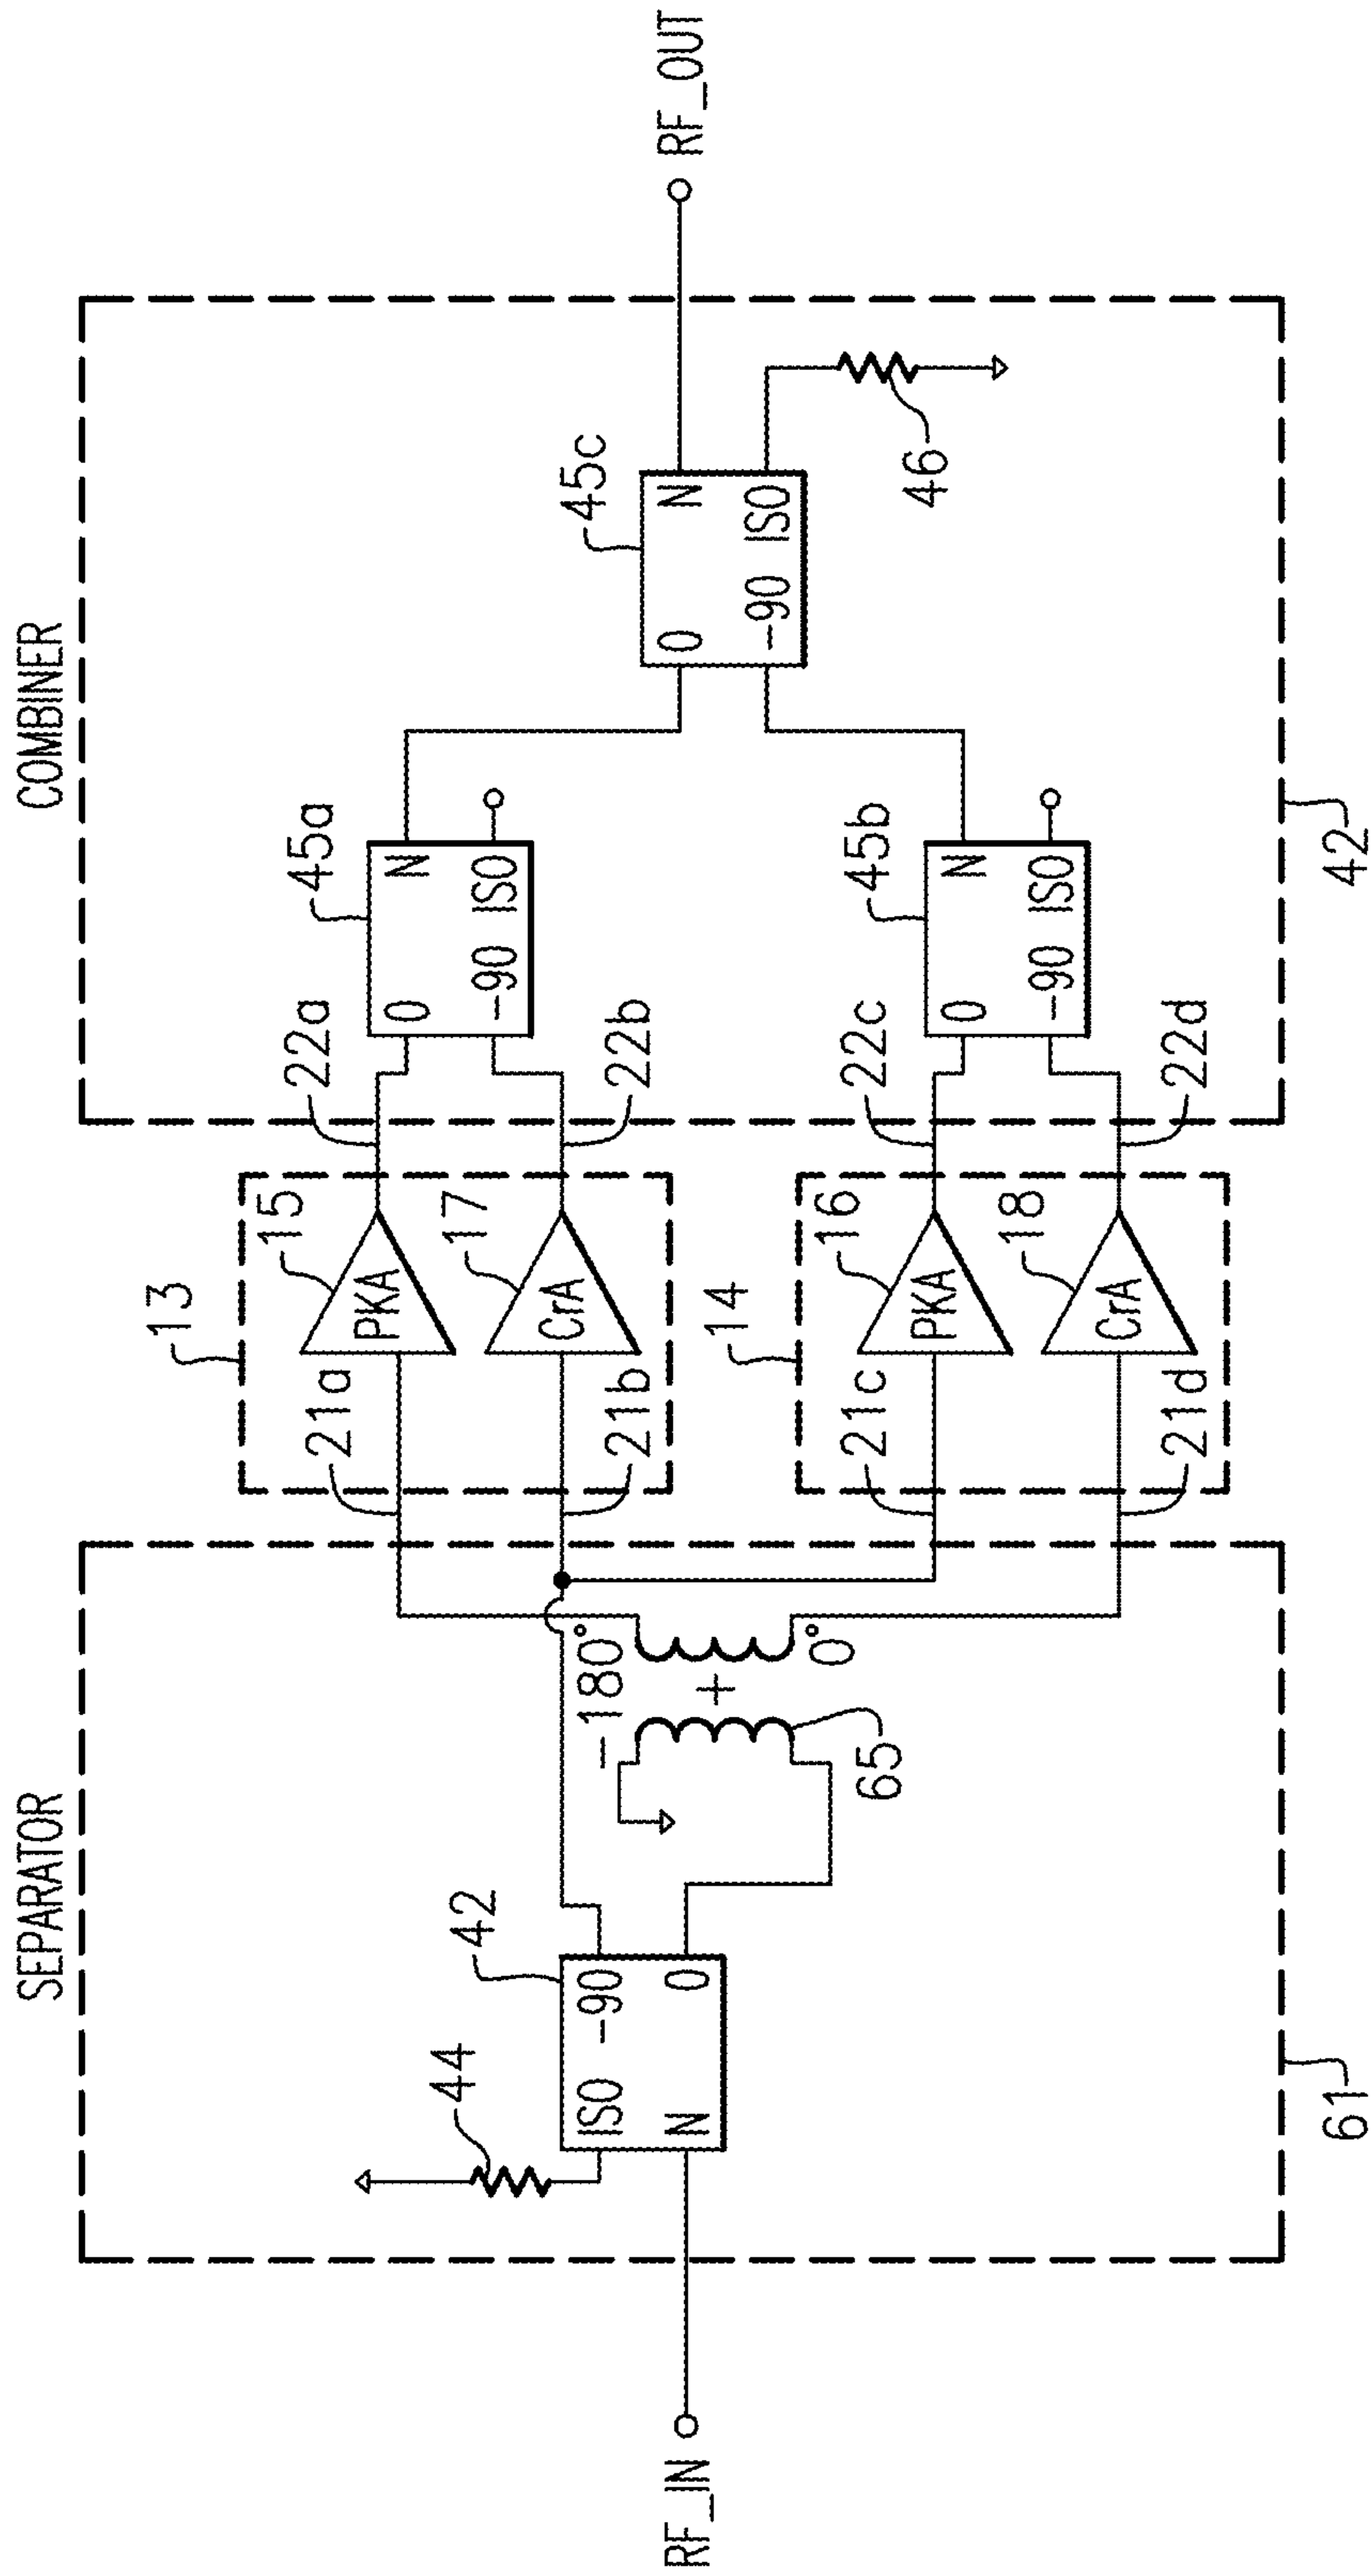 SEPARATOR
COMBINER
RF_IN
44
ISO -90
N 0
42
-180°
+
0°
65
61
13
21a
PKA
15
21b
CrA
17
14
21c
PKA
16
21d
CrA
18
22a
22b
22c
22d
45a
0 N
-90 ISO
45b
0 N
-90 ISO
45c
0 N
-90 ISO
46
42
RF_OUT